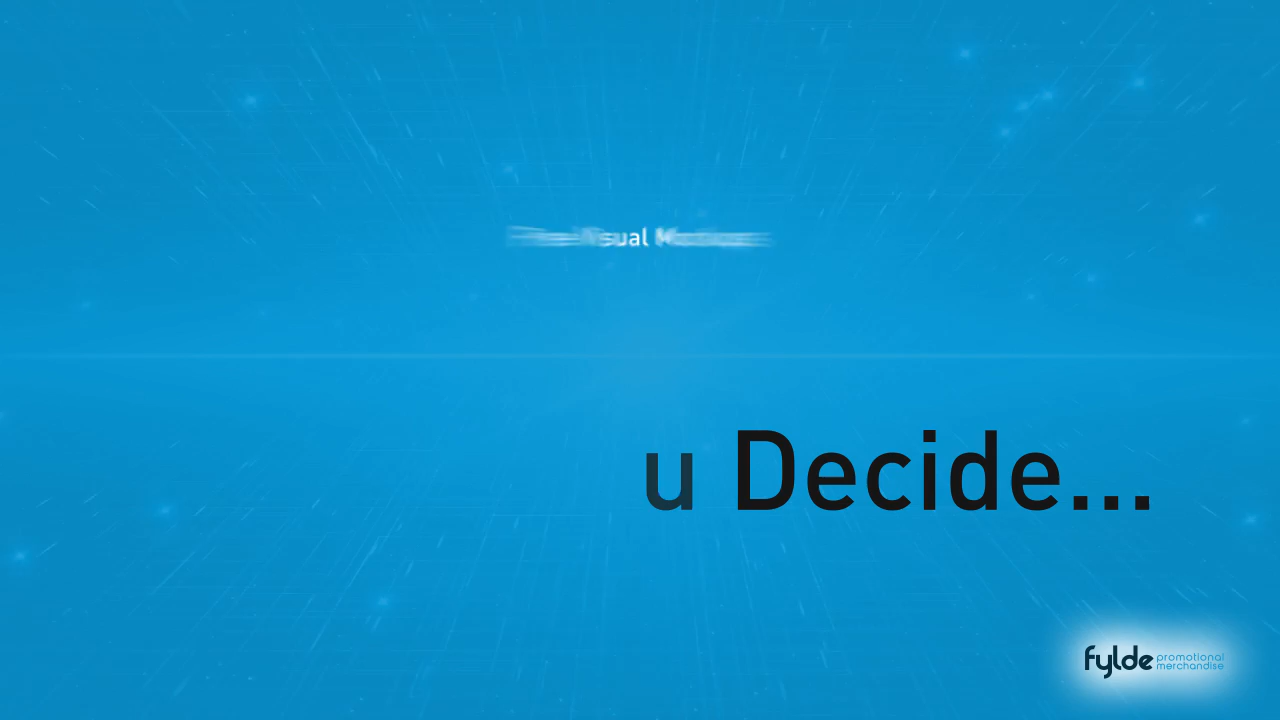 sual
u Decide...
fylde promotional
merchandise